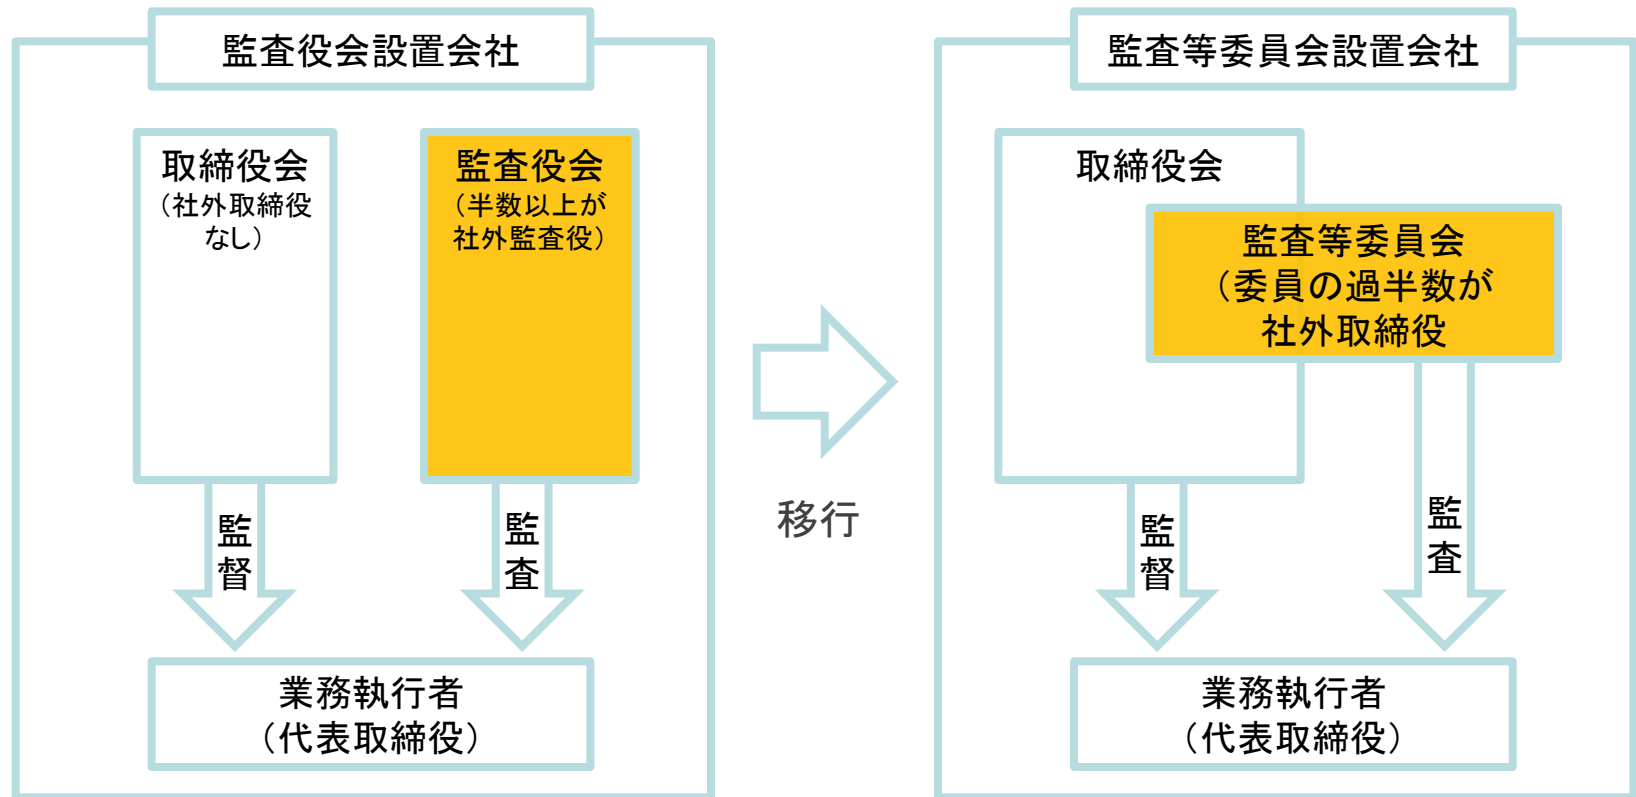 監査役会設置会社
取締役会
（社外取締役
なし）
監査役会
（半数以上が
社外監査役）
監督
監査
業務執行者
（代表取締役）
移行
監査等委員会設置会社
取締役会
監査等委員会
（委員の過半数が
社外取締役
監督
監査
業務執行者
（代表取締役）